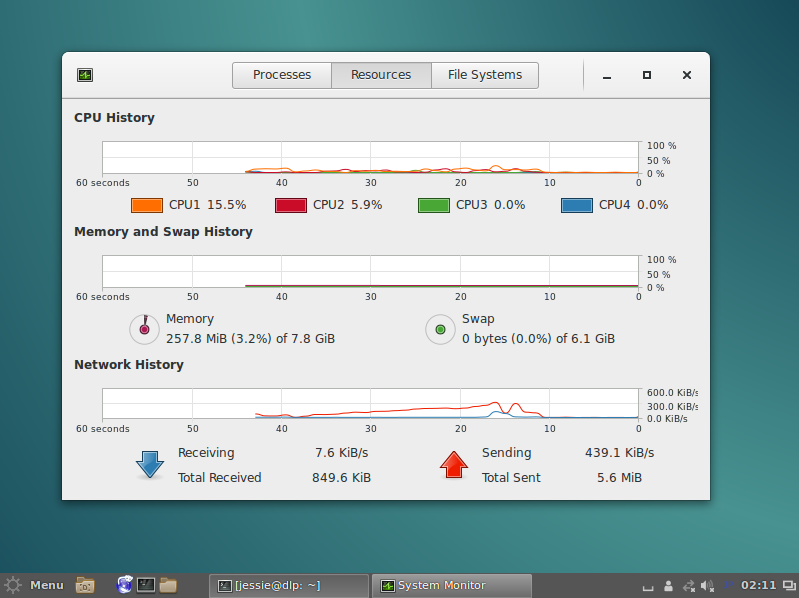 Processes Resources File Systems
CPU History
100 %
50 %
0 %
60 seconds 50 40 30 20 10 0
CPU1 15.5% CPU2 5.9% CPU3 0.0% CPU4 0.0%
Memory and Swap History
100 %
50 %
0 %
60 seconds 50 40 30 20 10 0
Memory
257.8 MiB (3.2%) of 7.8 GiB
Swap
0 bytes (0.0%) of 6.1 GiB
Network History
600.0 KiB/s
300.0 KiB/s
0.0 KiB/s
60 seconds 50 40 30 20 10 0
Receiving 7.6 KiB/s
Total Received 849.6 KiB
Sending 439.1 KiB/s
Total Sent 5.6 MiB
Menu [jessie@dlp: ~] System Monitor 02:11